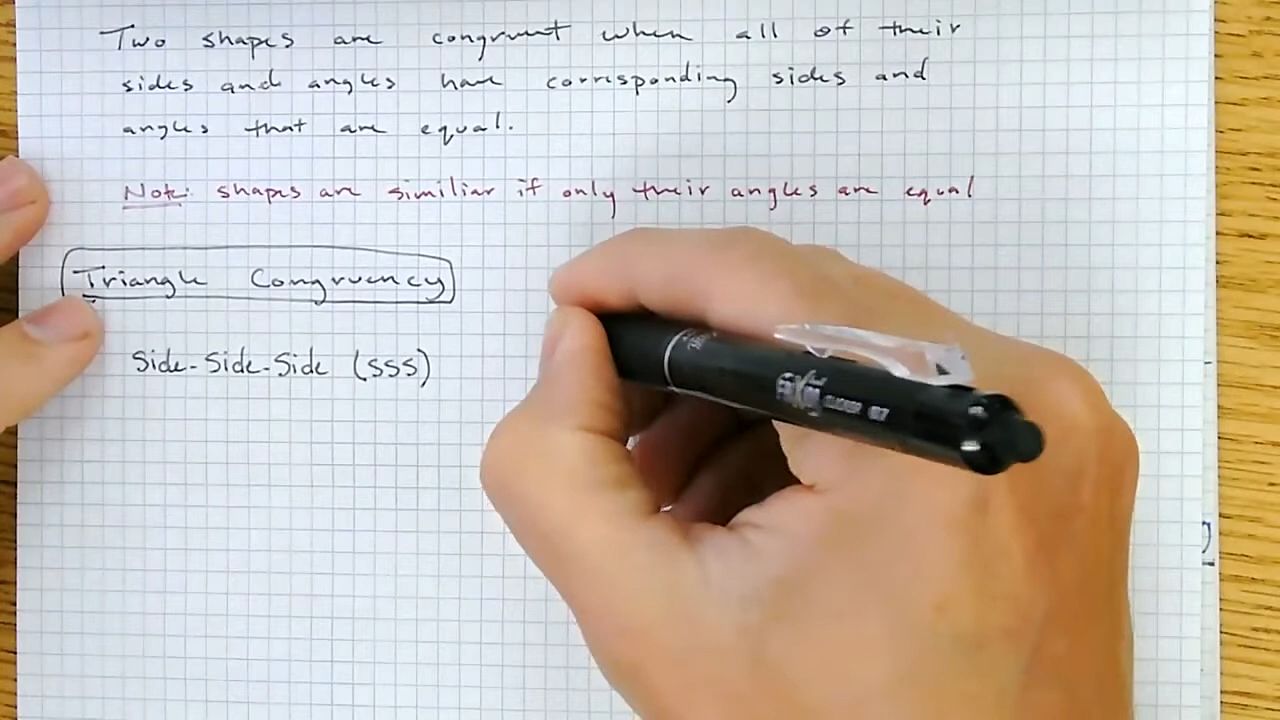 Two shapes are congruent when all of their
sides and angles have corresponding sides and
angles that are equal.
Note: shapes are similiar if only their angles are equal
Triangle Congruency
Side-Side-Side (SSS)